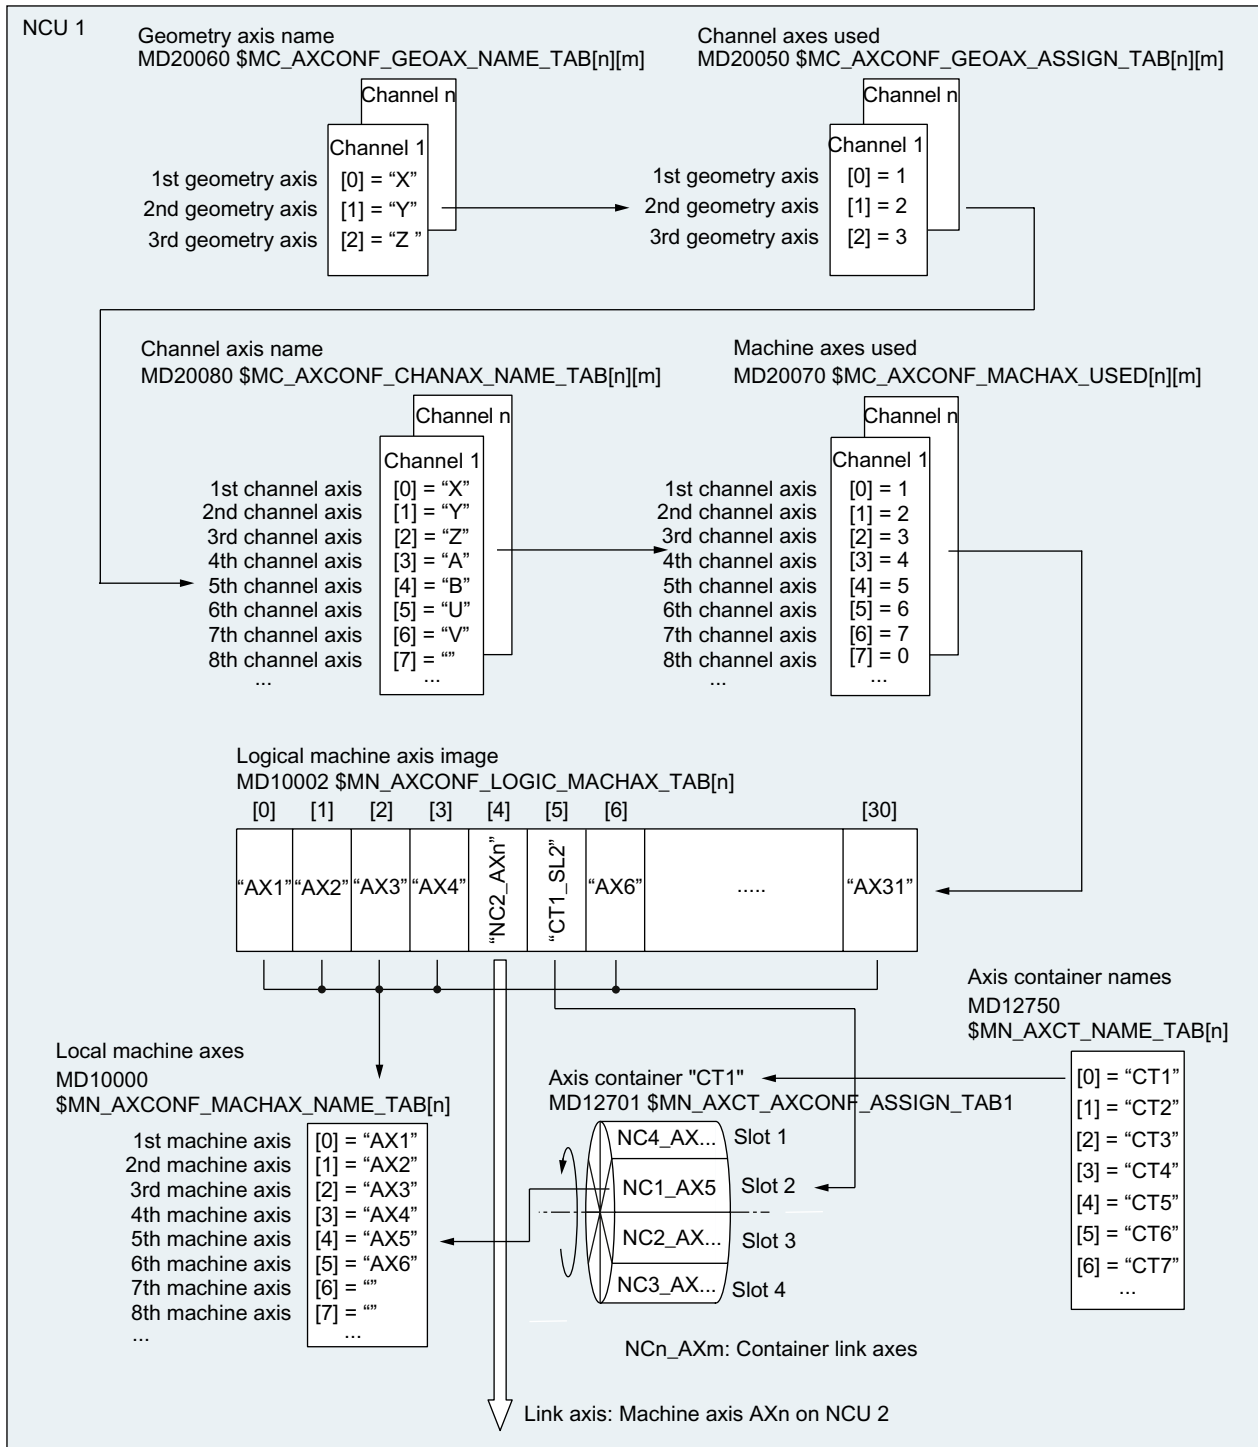 NCU 1
Geometry axis name
MD20060 $MC_AXCONF_GEOAX_NAME_TAB[n][m]
Channel n
Channel 1
1st geometry axis [0] = “X”
2nd geometry axis [1] = “Y”
3rd geometry axis [2] = “Z ”
Channel axes used
MD20050 $MC_AXCONF_GEOAX_ASSIGN_TAB[n][m]
Channel n
Channel 1
1st geometry axis [0] = 1
2nd geometry axis [1] = 2
3rd geometry axis [2] = 3
Channel axis name
MD20080 $MC_AXCONF_CHANAX_NAME_TAB[n][m]
Channel n
Channel 1
1st channel axis [0] = “X”
2nd channel axis [1] = “Y”
3rd channel axis [2] = “Z”
4th channel axis [3] = “A”
5th channel axis [4] = “B”
6th channel axis [5] = “U”
7th channel axis [6] = “V”
8th channel axis [7] = “”
... ...
Machine axes used
MD20070 $MC_AXCONF_MACHAX_USED[n][m]
Channel n
Channel 1
1st channel axis [0] = 1
2nd channel axis [1] = 2
3rd channel axis [2] = 3
4th channel axis [3] = 4
5th channel axis [4] = 5
6th channel axis [5] = 6
7th channel axis [6] = 7
8th channel axis [7] = 0
... ...
Logical machine axis image
MD10002 $MN_AXCONF_LOGIC_MACHAX_TAB[n]
[0] [1] [2] [3] [4] [5] [6] [30]
“AX1” “AX2” “AX3” “AX4” “NC2_AXn” “CT1_SL2” “AX6” ..... “AX31”
Axis container names
MD12750
$MN_AXCT_NAME_TAB[n]
[0] = “CT1”
[1] = “CT2”
[2] = “CT3”
[3] = “CT4”
[4] = “CT5”
[5] = “CT6”
[6] = “CT7”
...
Local machine axes
MD10000
$MN_AXCONF_MACHAX_NAME_TAB[n]
1st machine axis [0] = “AX1”
2nd machine axis [1] = “AX2”
3rd machine axis [2] = “AX3”
4th machine axis [3] = “AX4”
5th machine axis [4] = “AX5”
6th machine axis [5] = “AX6”
7th machine axis [6] = “”
8th machine axis [7] = “”
... ...
Axis container "CT1"
MD12701 $MN_AXCT_AXCONF_ASSIGN_TAB1
NC4_AX... Slot 1
NC1_AX5 Slot 2
NC2_AX... Slot 3
NC3_AX... Slot 4
NCn_AXm: Container link axes
Link axis: Machine axis AXn on NCU 2